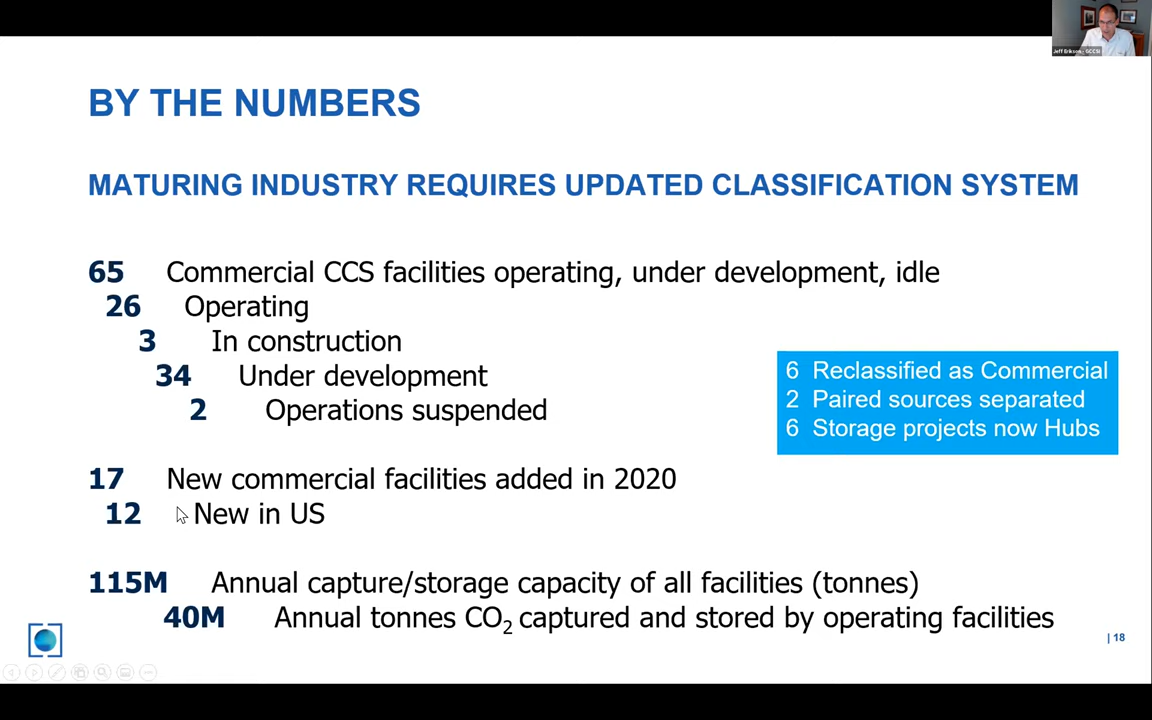 Jeff Erikson - GCCSI
BY THE NUMBERS
MATURING INDUSTRY REQUIRES UPDATED CLASSIFICATION SYSTEM
65 Commercial CCS facilities operating, under development, idle
26 Operating
3 In construction
34 Under development
2 Operations suspended
6 Reclassified as Commercial
2 Paired sources separated
6 Storage projects now Hubs
17 New commercial facilities added in 2020
12 New in US
115M Annual capture/storage capacity of all facilities (tonnes)
40M Annual tonnes CO₂ captured and stored by operating facilities
| 18